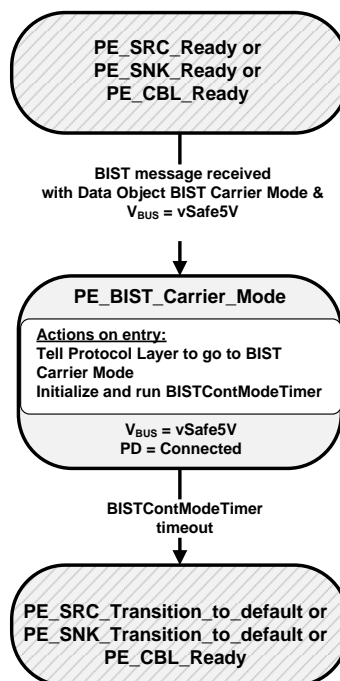 PE_SRC_Ready or
PE_SNK_Ready or
PE_CBL_Ready
BIST message received
with Data Object BIST Carrier Mode &
VBUS = vSafe5V
PE_BIST_Carrier_Mode
Actions on entry:
Tell Protocol Layer to go to BIST
Carrier Mode
Initialize and run BISTContModeTimer
VBUS = vSafe5V
PD = Connected
BISTContModeTimer
timeout
PE_SRC_Transition_to_default or
PE_SNK_Transition_to_default or
PE_CBL_Ready